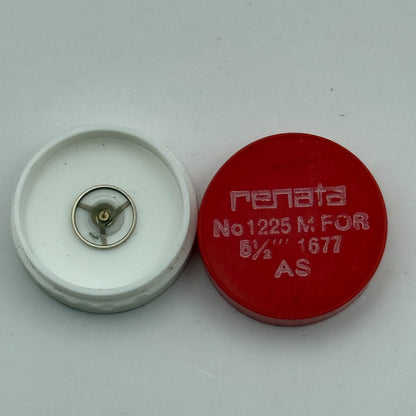 renata
No 1225 M FOR
5½''' 1677
AS